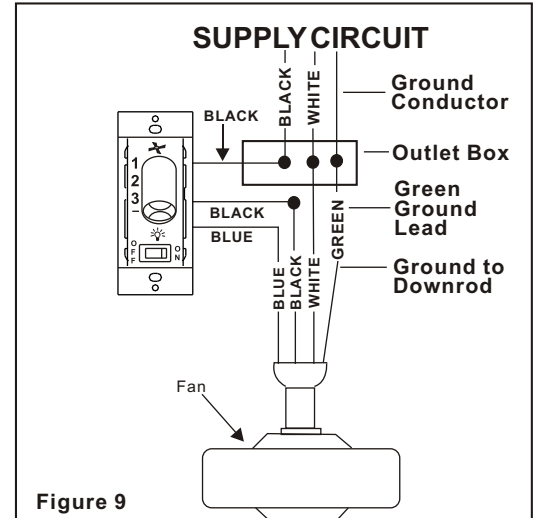 SUPPLY CIRCUIT
BLACK
WHITE
Ground
Conductor
BLACK
Outlet Box
1
2
3
BLACK
BLUE
OFF
ON
Green
Ground
Lead
GREEN
Ground to
Downrod
BLUE
BLACK
WHITE
Fan
Figure 9